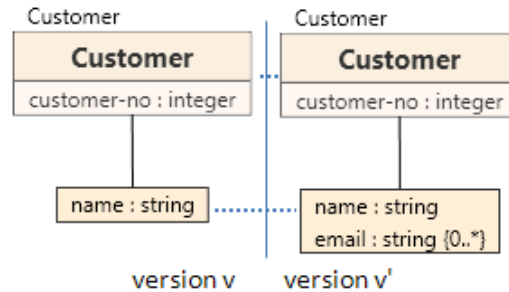 Customer
Customer
customer-no : integer
name : string
version v
Customer
Customer
customer-no : integer
name : string
email : string {0..*}
version v'